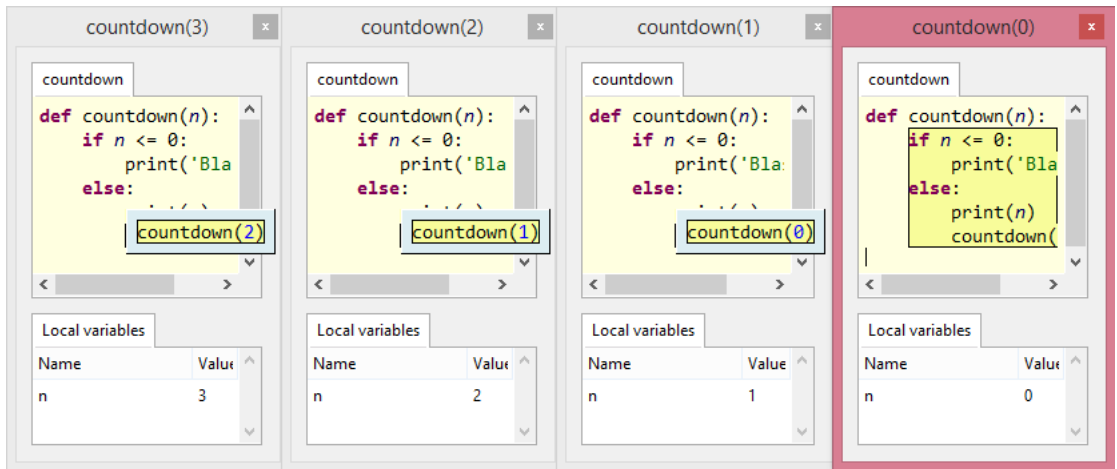 countdown(3) x
countdown
def countdown(n):
if n <= 0:
print('Bla
else:
countdown(2)
Local variables
Name Value
n 3
countdown(2) x
countdown
def countdown(n):
if n <= 0:
print('Bla
else:
countdown(1)
Local variables
Name Value
n 2
countdown(1) x
countdown
def countdown(n):
if n <= 0:
print('Bla
else:
countdown(0)
Local variables
Name Value
n 1
countdown(0) x
countdown
def countdown(n):
if n <= 0:
print('Bla
else:
print(n)
countdown(
Local variables
Name Value
n 0